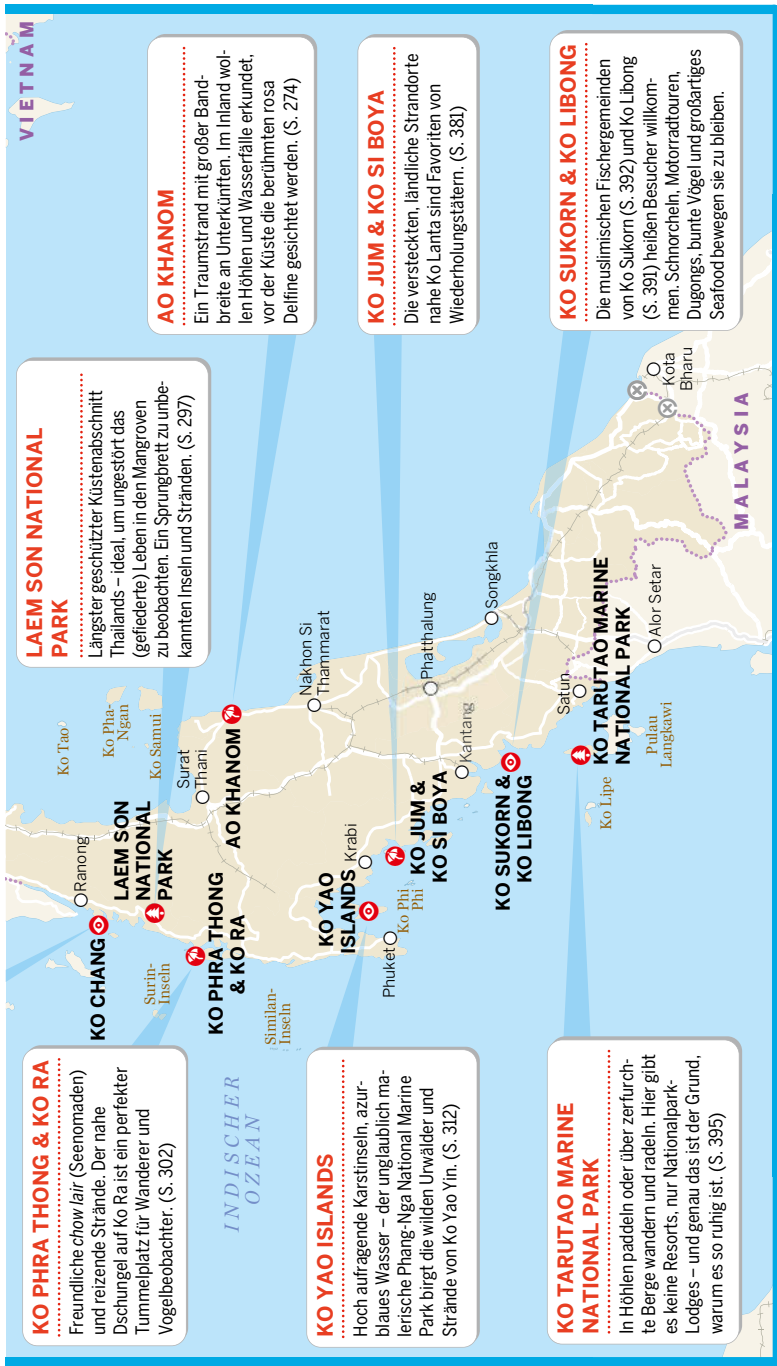 VIETNAM
AO KHANOM
Ein Traumstrand mit großer Band-
breite an Unterkünften. Im Inland wol-
len Höhlen und Wasserfälle erkundet,
vor der Küste die berühmten rosa
Delfine gesichtet werden. (S. 274)
KO JUM & KO SI BOYA
Die versteckten, ländliche Standorte
nahe Ko Lanta sind Favoriten von
Wiederholungstätern. (S. 381)
KO SUKORN & KO LIBONG
Die muslimischen Fischergemeinden
von Ko Sukorn (S. 392) und Ko Libong
(S. 391) heißen Besucher willkom-
men. Schnorcheln, Motorradtouren,
Dugongs, bunte Vögel und großartiges
Seafood bewegen sie zu bleiben.
LAEM SON NATIONAL
PARK
Längster geschützter Küstenabschnitt
Thailands – ideal, um ungestört das
(gefiederte) Leben in den Mangroven
zu beobachten. Ein Sprungbrett zu unbe-
kannten Inseln und Stränden. (S. 297)
Kota
Bharu
MALAYSIA
Ko Tao
Ko Pha-
Ngan
Ko Samui
Surat
Thani
Nakhon Si
Thammarat
Phatthalung
Songkhla
Ranong
LAEM SON
NATIONAL
PARK
AO KHANOM
KO CHANG
Surin-
Inseln
KO PHRA THONG
& KO RA
Similan-
Inseln
KO YAO
ISLANDS
Krabi
Phuket
Ko Phi
Phi
KO JUM &
KO SI BOYA
Kantang
KO SUKORN &
KO LIBONG
Satun
KO TARUTAO MARINE
NATIONAL PARK
Alor Setar
Ko Lipe
Pulau
Langkawi
INDISCHER
OZEAN
KO PHRA THONG & KO RA
Freundliche chow lair (Seenomaden)
und reizende Strände. Der nahe
Dschungel auf Ko Ra ist ein perfekter
Tummelplatz für Wanderer und
Vogelbeobachter. (S. 302)
KO YAO ISLANDS
Hoch aufragende Karstinseln, azur-
blaues Wasser – der unglaublich ma-
lerische Phang-Nga National Marine
Park birgt die wilden Urwälder und
Strände von Ko Yao Yin. (S. 312)
KO TARUTAO MARINE
NATIONAL PARK
In Höhlen paddeln oder über zerfurch-
te Berge wandern und radeln. Hier gibt
es keine Resorts, nur Nationalpark-
Lodges – und genau das ist der Grund,
warum es so ruhig ist. (S. 395)